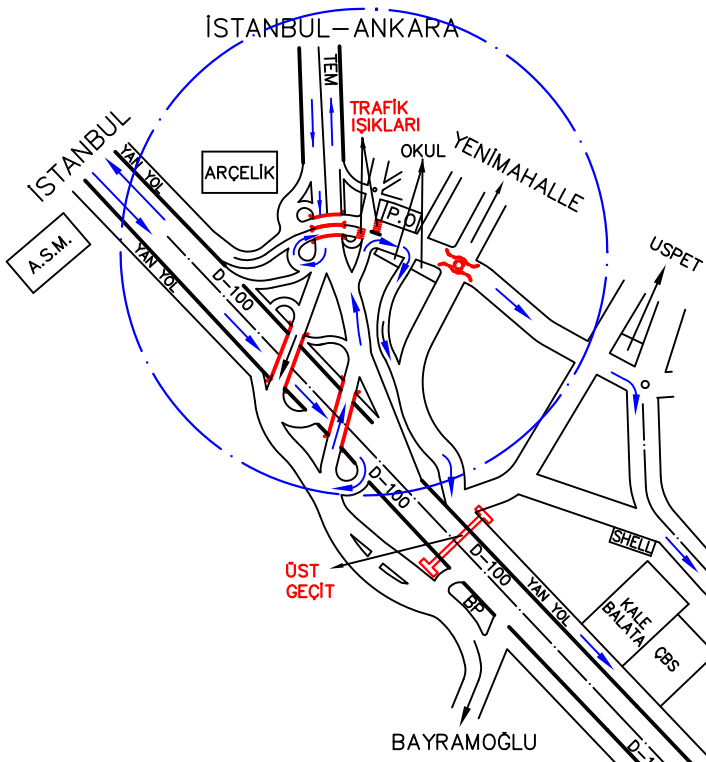 İSTANBUL-ANKARA
TEM
TRAFİK
IŞIKLARI
OKUL
YENİMAHALLE
İSTANBUL
YAN YOL
ARÇELİK
P.O
A.S.M.
YAN YOL
D-100
USPET
D-100
ÜST
GEÇİT
D-100
SHELL
YAN YOL
BP
KALE
BALATA
ÇBS
BAYRAMOĞLU
D-1